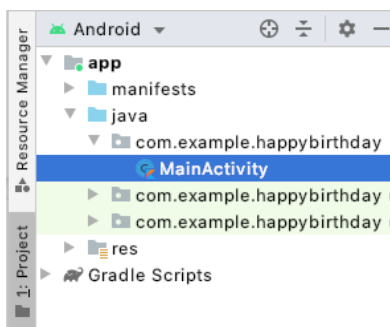 Android
app
manifests
java
com.example.happybirthday
MainActivity
com.example.happybirthday
com.example.happybirthday
res
Gradle Scripts
Resource Manager
1: Project